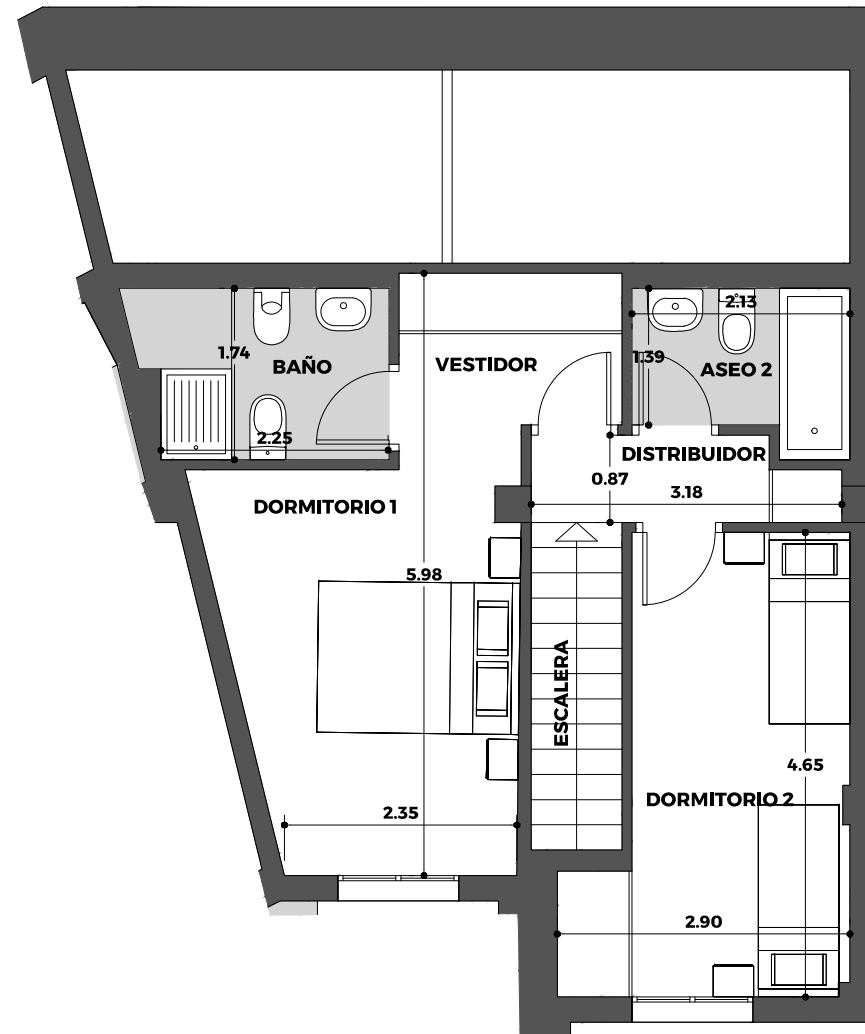 2.13
1.74
1.39
BAÑO
VESTIDOR
ASEO 2
2.25
DISTRIBUIDOR
0.87
3.18
DORMITORIO 1
5.98
ESCALERA
4.65
DORMITORIO 2
2.35
2.90